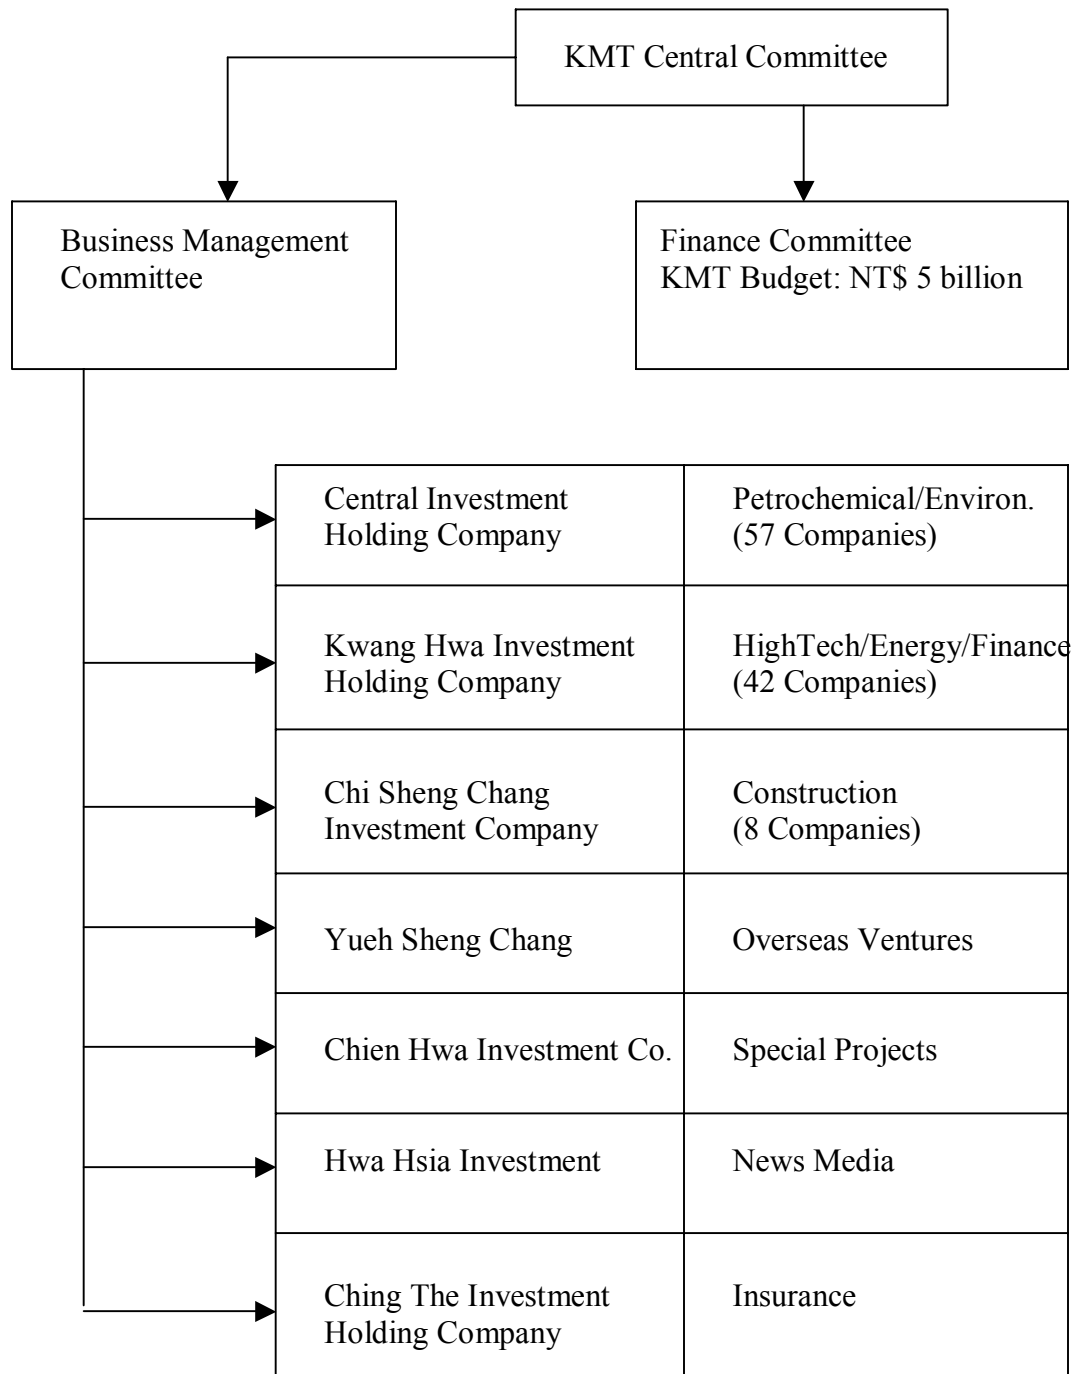 KMT Central Committee
Business Management
Committee
Finance Committee
KMT Budget: NT$ 5 billion
Central Investment
Holding Company
Petrochemical/Environ.
(57 Companies)
Kwang Hwa Investment
Holding Company
HighTech/Energy/Finance
(42 Companies)
Chi Sheng Chang
Investment Company
Construction
(8 Companies)
Yueh Sheng Chang
Overseas Ventures
Chien Hwa Investment Co.
Special Projects
Hwa Hsia Investment
News Media
Ching The Investment
Holding Company
Insurance